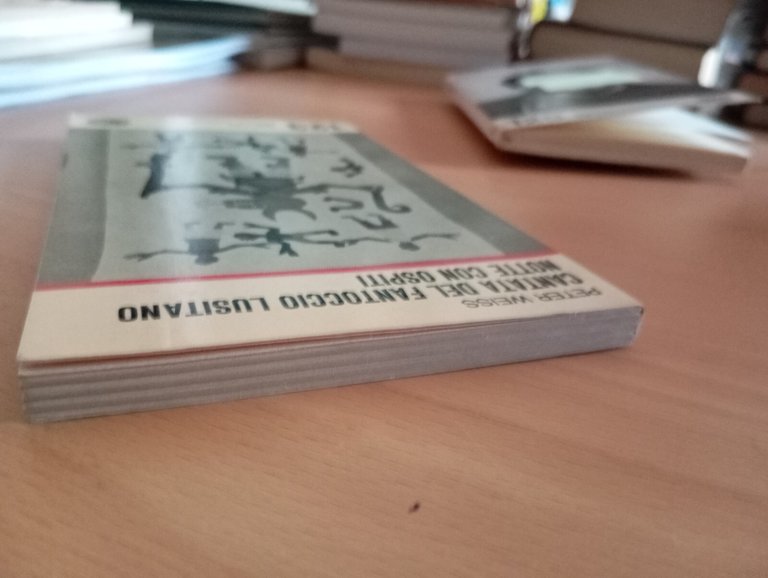 PETER WEISS
CANTATA DEL FANTOCCIO LUSITANO
NOTTE CON OSPITI